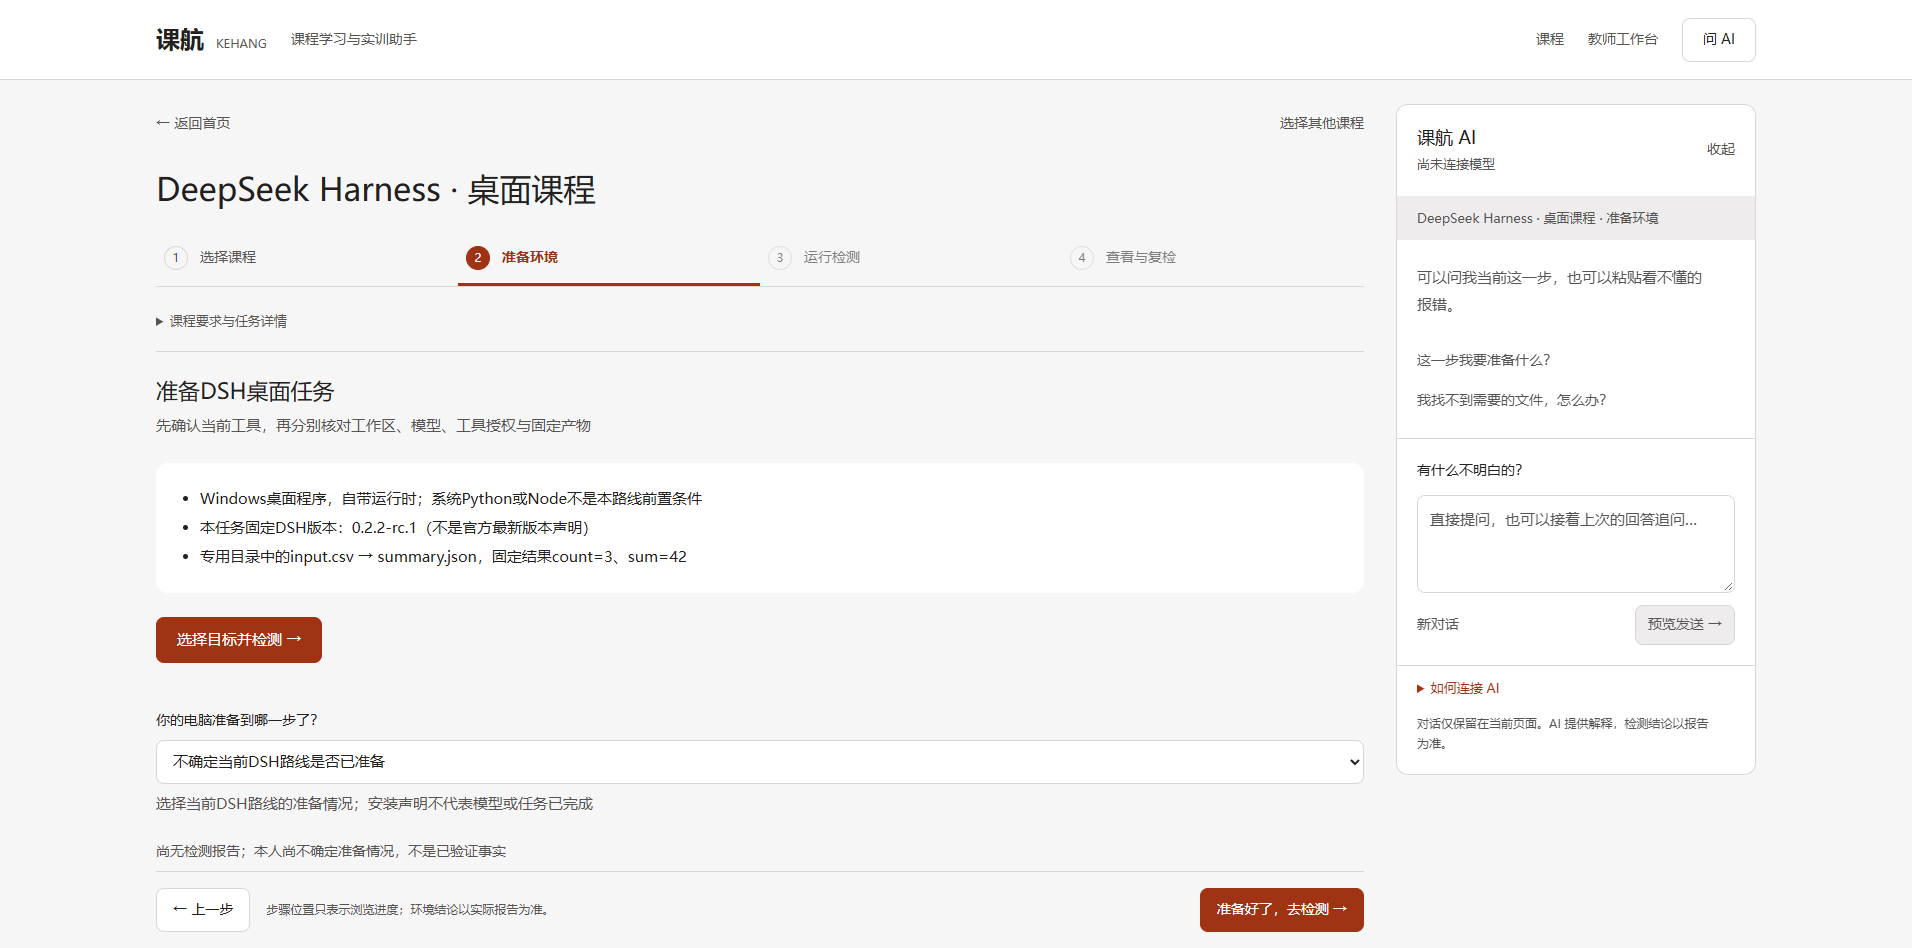 课航 KEHANG 课程学习与实训助手 课程 教师工作台 问 AI
← 返回首页 选择其他课程
DeepSeek Harness · 桌面课程
1 选择课程 2 准备环境 3 运行检测 4 查看与复检
▶ 课程要求与任务详情
准备DSH桌面任务
先确认当前工具，再分别核对工作区、模型、工具授权与固定产物
• Windows桌面程序，自带运行时；系统Python或Node不是本路线前置条件
• 本任务固定DSH版本：0.2.2-rc.1（不是官方最新版本声明）
• 专用目录中的input.csv → summary.json，固定结果count=3、sum=42
选择目标并检测 →
你的电脑准备到哪一步了？
不确定当前DSH路线是否已准备
选择当前DSH路线的准备情况；安装声明不代表模型或任务已完成
尚无检测报告；本人尚不确定准备情况，不是已验证事实
← 上一步 步骤位置只表示浏览进度；环境结论以实际报告为准。 准备好了，去检测 →
课航 AI
尚未连接模型
收起
DeepSeek Harness · 桌面课程 · 准备环境
可以问我当前这一步，也可以粘贴看不懂的
报错。
这一步我要准备什么？
我找不到需要的文件，怎么办？
有什么不明白的？
直接提问，也可以接着上次的回答追问...
新对话 预览发送 →
▶ 如何连接 AI
对话仅保留在当前页面。AI 提供解释，检测结论以报告
为准。